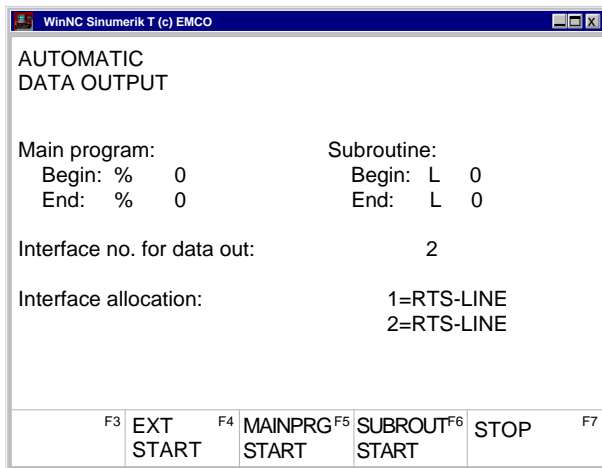 WinNC Sinumerik T (c) EMCO
AUTOMATIC
DATA OUTPUT
Main program: Subroutine:
Begin: % 0 Begin: L 0
End: % 0 End: L 0
Interface no. for data out: 2
Interface allocation: 1=RTS-LINE
2=RTS-LINE
F3 EXT F4 MAINPRG F5 SUBROUT F6 STOP F7
START START START